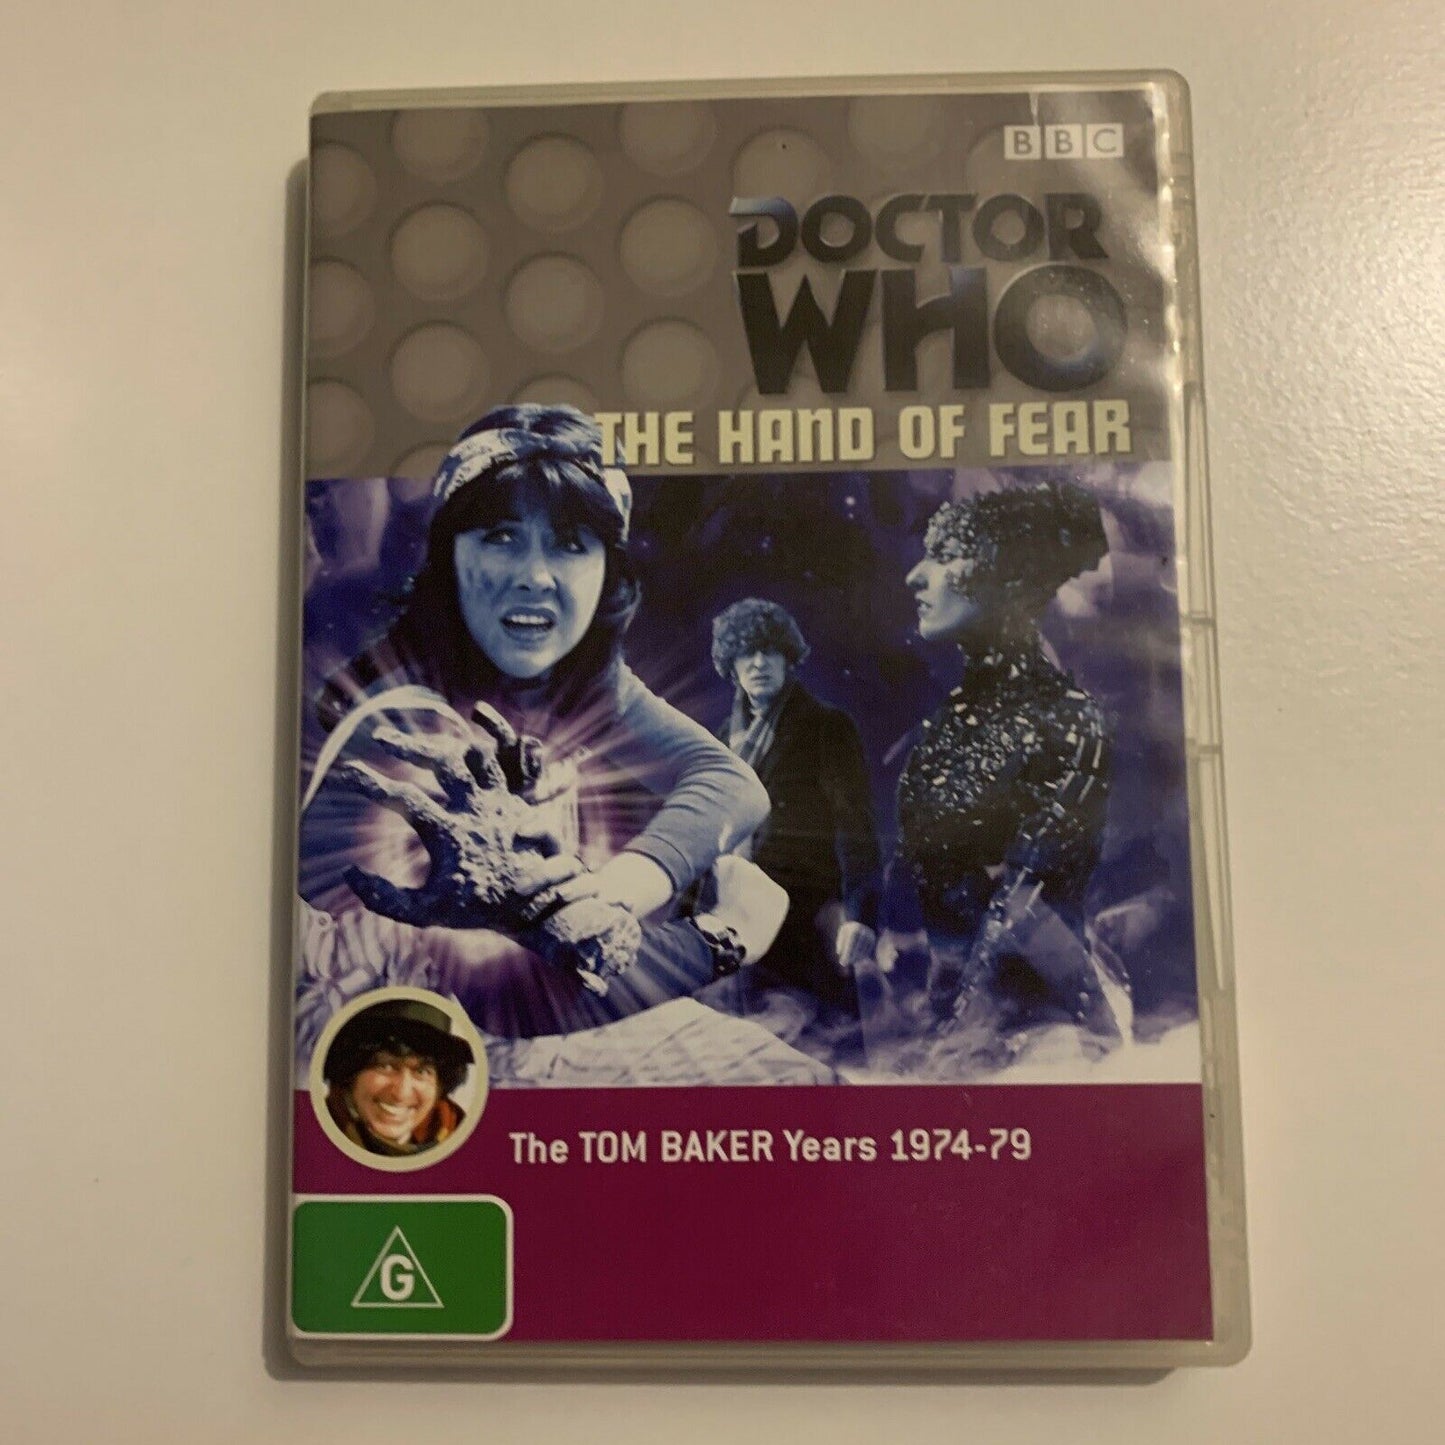 BBC
DOCTOR
WHO
THE HAND OF FEAR
The TOM BAKER Years 1974-79
G